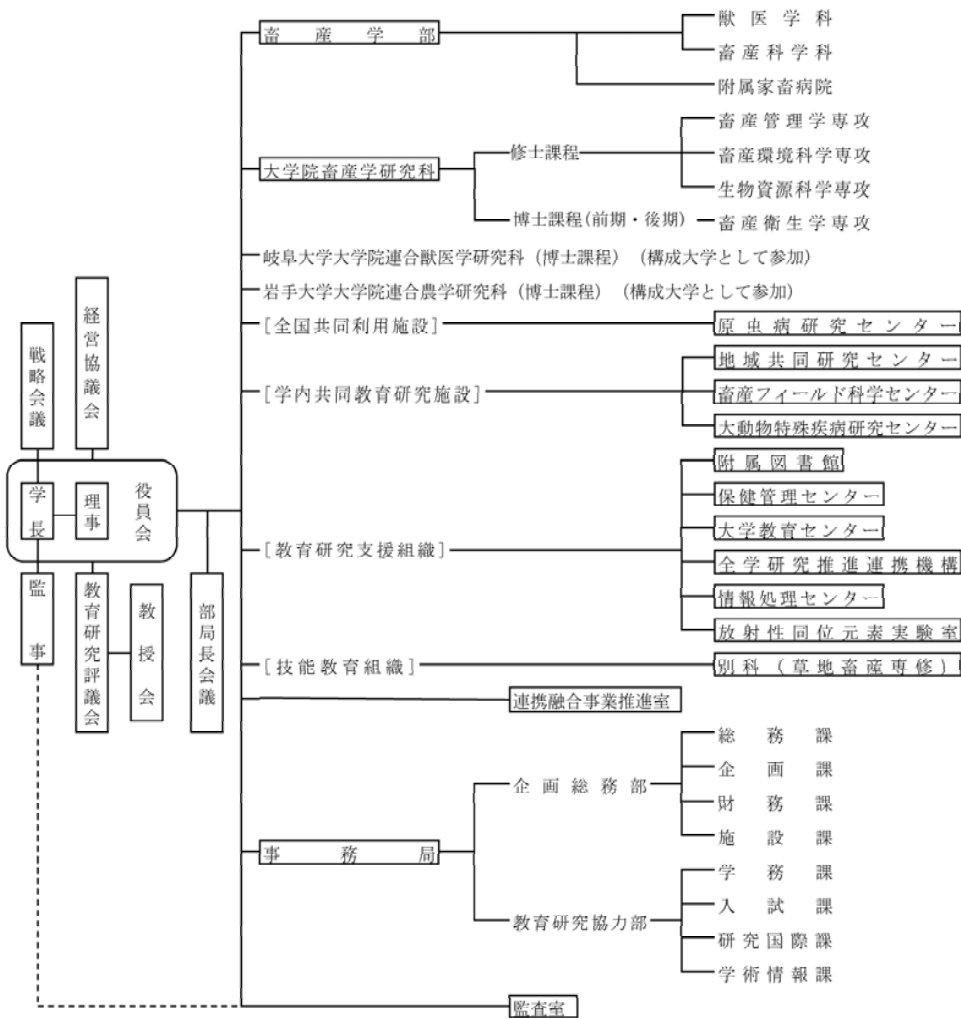 畜産学部
獣医学科
畜産科学科
附属家畜病院
大学院畜産学研究科
修士課程
畜産管理学専攻
畜産環境科学専攻
生物資源科学専攻
博士課程(前期・後期)
畜産衛生学専攻
岐阜大学大学院連合獣医学研究科(博士課程) (構成大学として参加)
岩手大学大学院連合農学研究科(博士課程) (構成大学として参加)
[全国共同利用施設]
原虫病研究センター
[学内共同教育研究施設]
地域共同研究センター
畜産フィールド科学センター
大動物特殊疾病研究センター
戦略会議
経営協議会
学長
理事
役員会
監事
教育研究評議会
教授会
部局長会議
[教育研究支援組織]
附属図書館
保健管理センター
大学教育センター
全学研究推進連携機構
情報処理センター
放射性同位元素実験室
[技能教育組織]
別科(草地畜産専修)
連携融合事業推進室
事務局
企画総務部
総務課
企画課
財務課
施設課
教育研究協力部
学務課
入試課
研究国際課
学術情報課
監査室